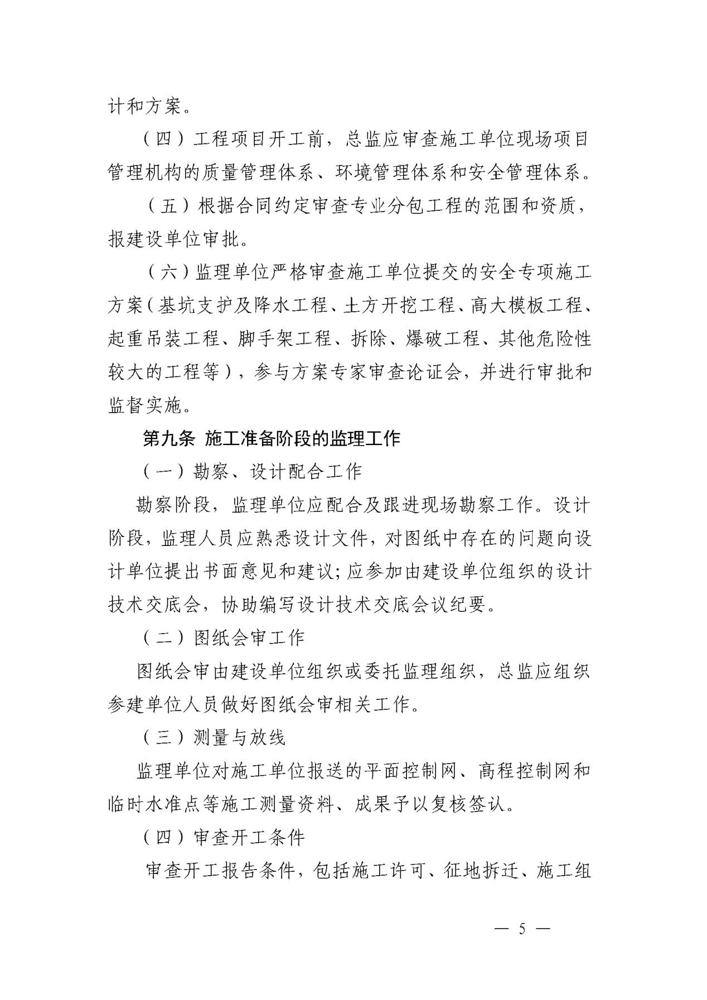 计和方案。
（四）工程项目开工前，总监应审查施工单位现场项目
管理机构的质量管理体系、环境管理体系和安全管理体系。
（五）根据合同约定审查专业分包工程的范围和资质，
报建设单位审批。
（六）监理单位严格审查施工单位提交的安全专项施工
方案（基坑支护及降水工程、土方开挖工程、高大模板工程、
起重吊装工程、脚手架工程、拆除、爆破工程、其他危险性
较大的工程等），参与方案专家审查论证会，并进行审批和
监督实施。
第九条 施工准备阶段的监理工作
（一）勘察、设计配合工作
勘察阶段，监理单位应配合及跟进现场勘察工作。设计
阶段，监理人员应熟悉设计文件，对图纸中存在的问题向设
计单位提出书面意见和建议；应参加由建设单位组织的设计
技术交底会，协助编写设计技术交底会议纪要。
（二）图纸会审工作
图纸会审由建设单位组织或委托监理组织，总监应组织
参建单位人员做好图纸会审相关工作。
（三）测量与放线
监理单位对施工单位报送的平面控制网、高程控制网和
临时水准点等施工测量资料、成果予以复核签认。
（四）审查开工条件
审查开工报告条件，包括施工许可、征地拆迁、施工组
— 5 —